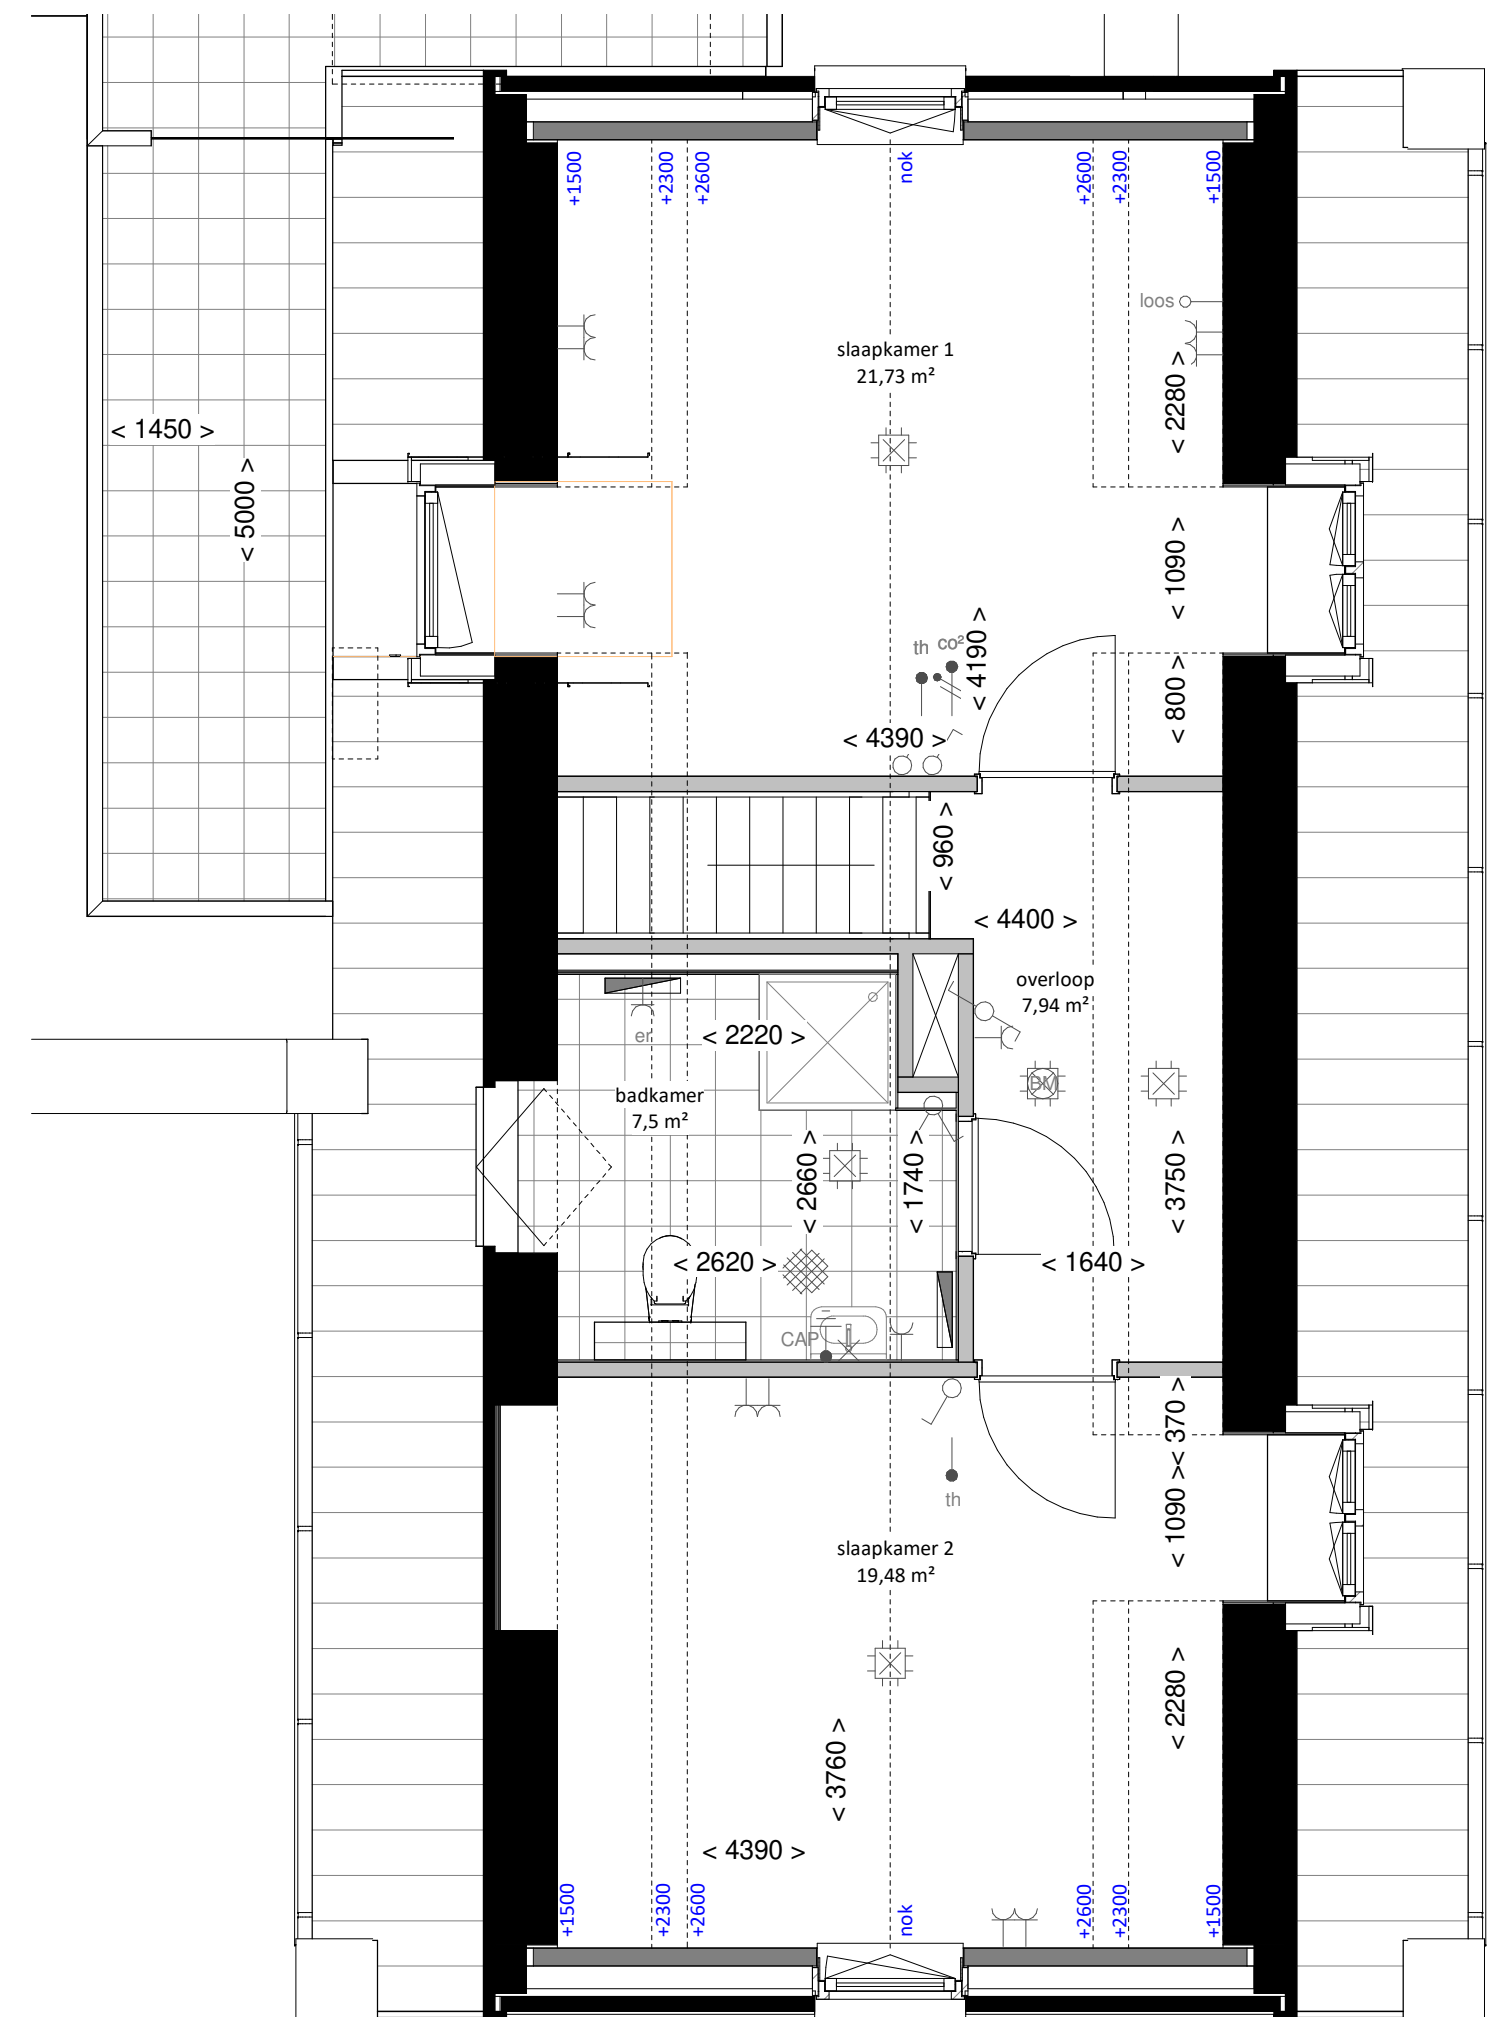 +1500
+2300
+2600
nok
+2600
+2300
+1500
loos
slaapkamer 1
21,73 m²
< 2280 >
< 1450 >
< 5000 >
< 1090 >
th
co²
< 4190 >
< 800 >
< 4390 >
< 960 >
< 4400 >
overloop
7,94 m²
er
< 2220 >
BM
badkamer
7,5 m²
< 2660 >
< 1740 >
< 3750 >
< 2620 >
< 1640 >
CAP
< 370 >
< 1090 >
th
slaapkamer 2
19,48 m²
< 2280 >
< 3760 >
< 4390 >
+1500
+2300
+2600
nok
+2600
+2300
+1500